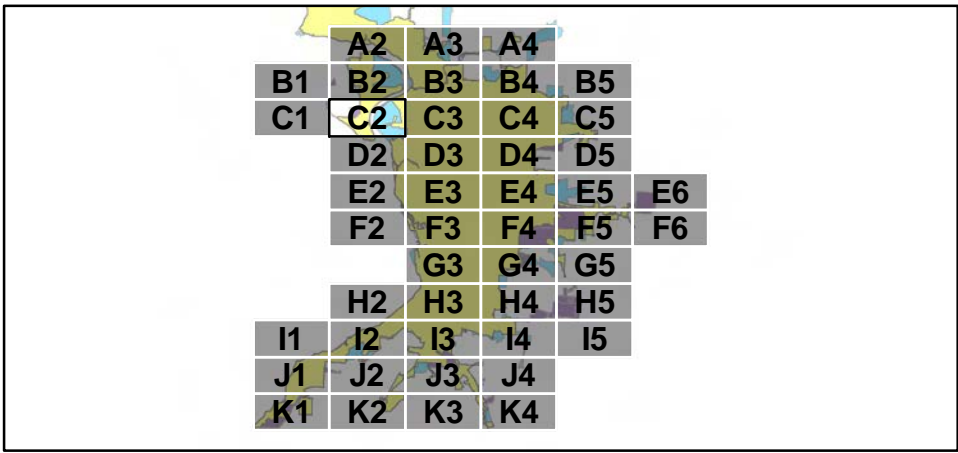 A2 A3 A4
B1 B2 B3 B4 B5
C1 C2 C3 C4 C5
D2 D3 D4 D5
E2 E3 E4 E5 E6
F2 F3 F4 F5 F6
G3 G4 G5
H2 H3 H4 H5
I1 I2 I3 I4 I5
J1 J2 J3 J4
K1 K2 K3 K4